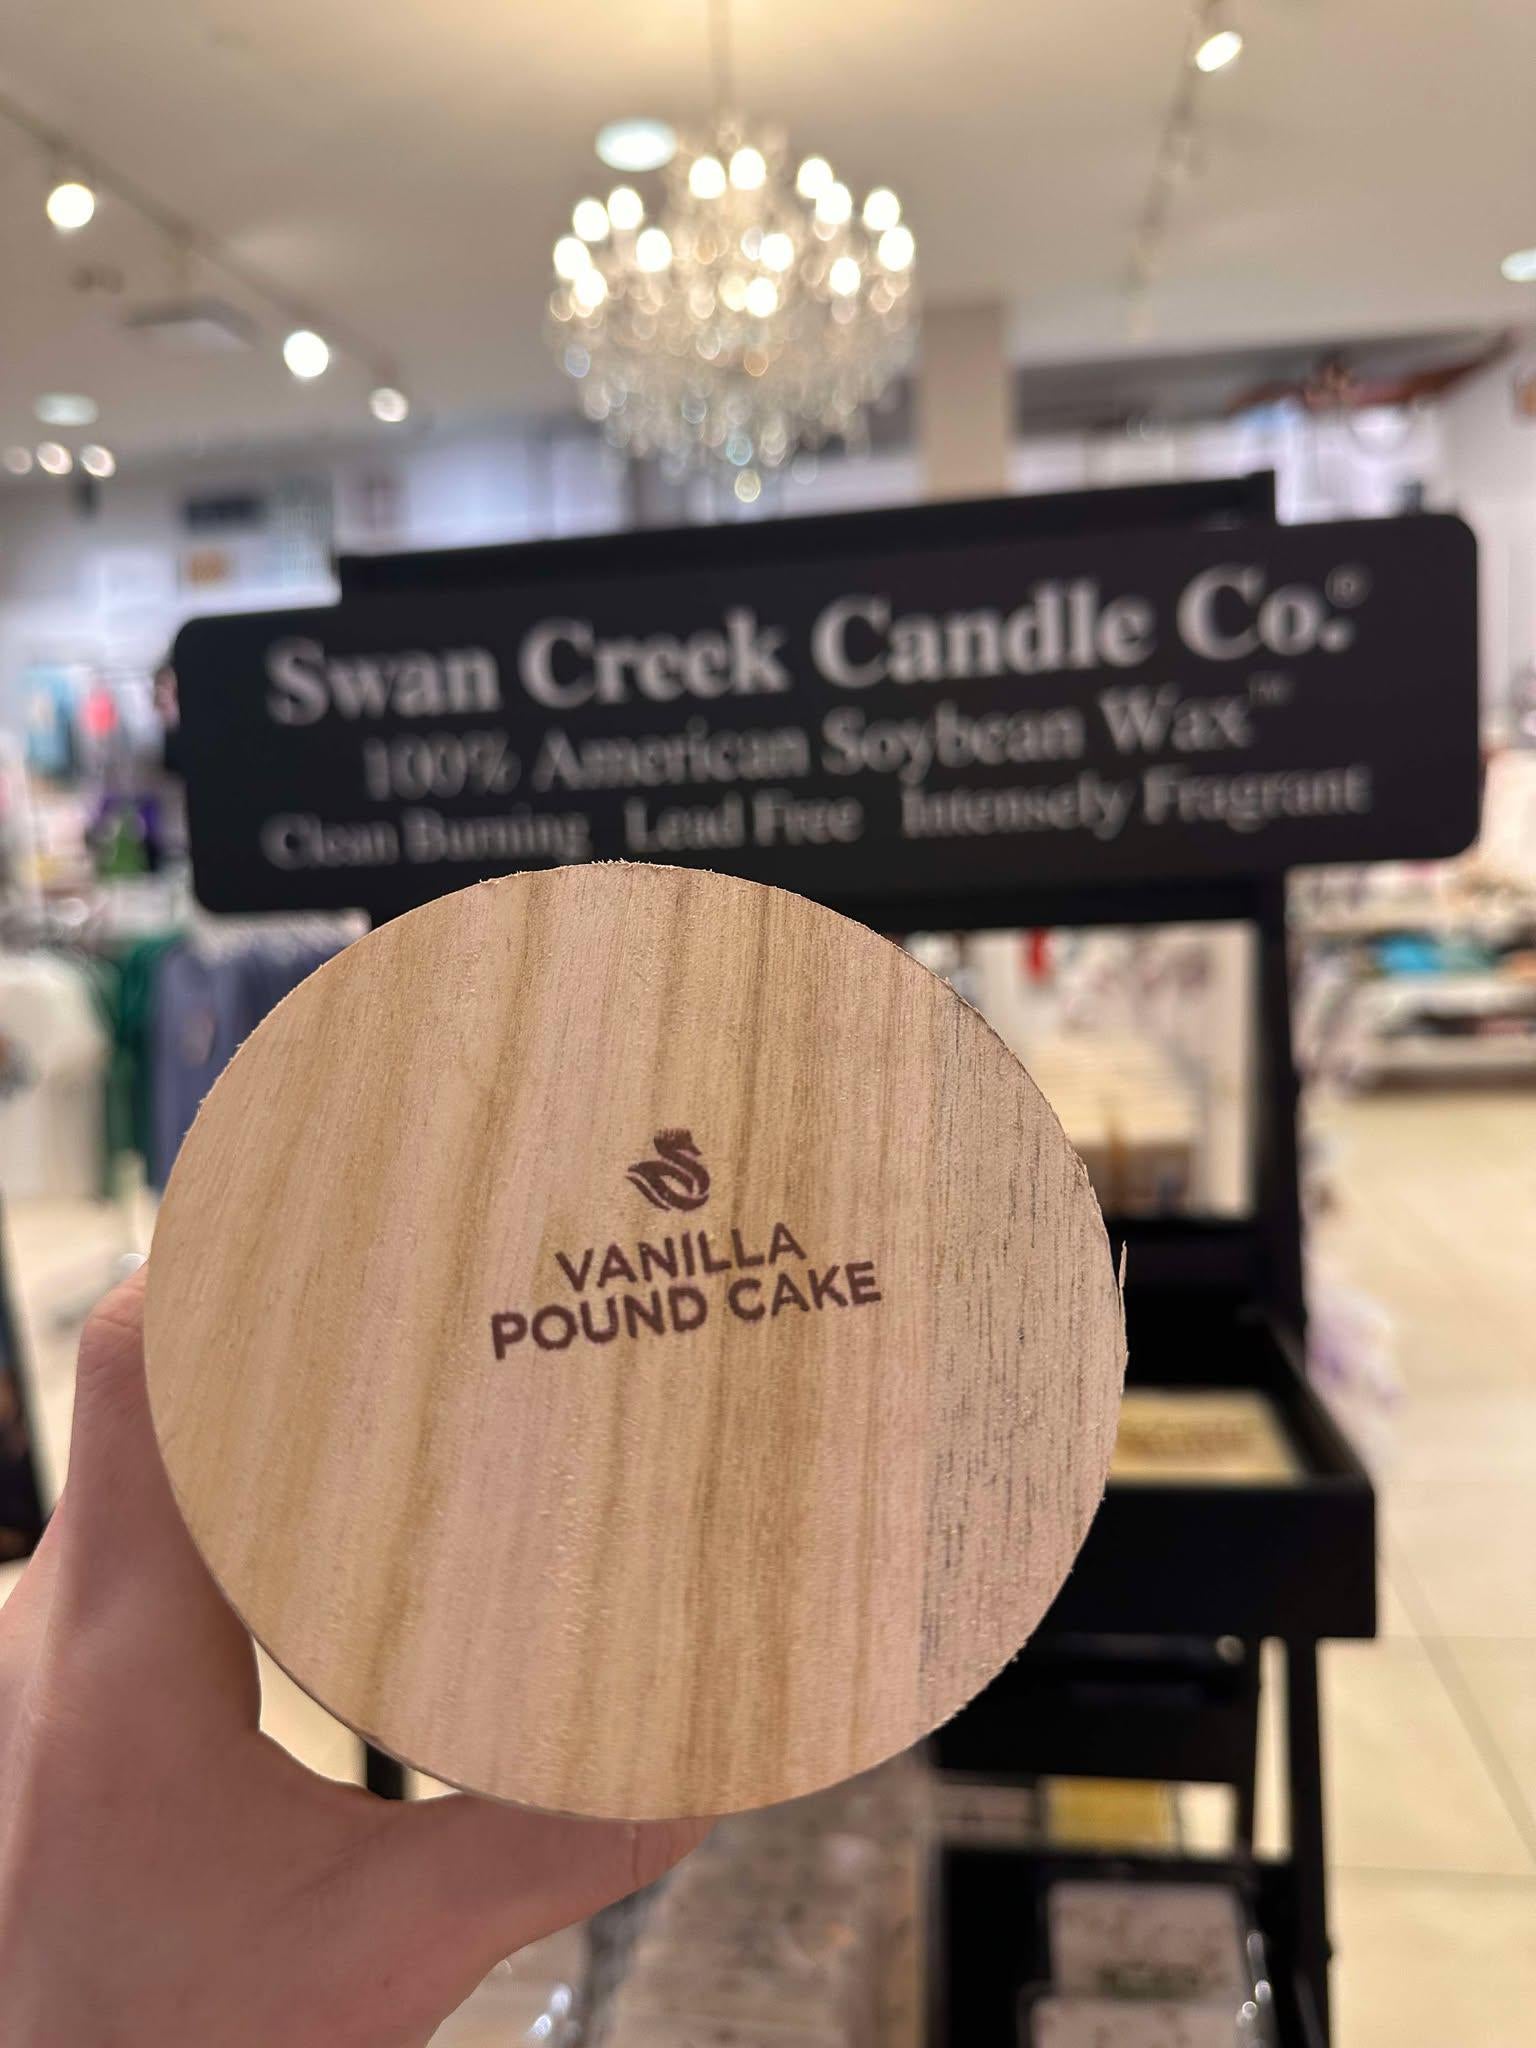 Swan Creek Candle Co.®
100% American Soybean Wax™
Clean Burning Lead Free Intensely Fragrant
VANILLA
POUND CAKE